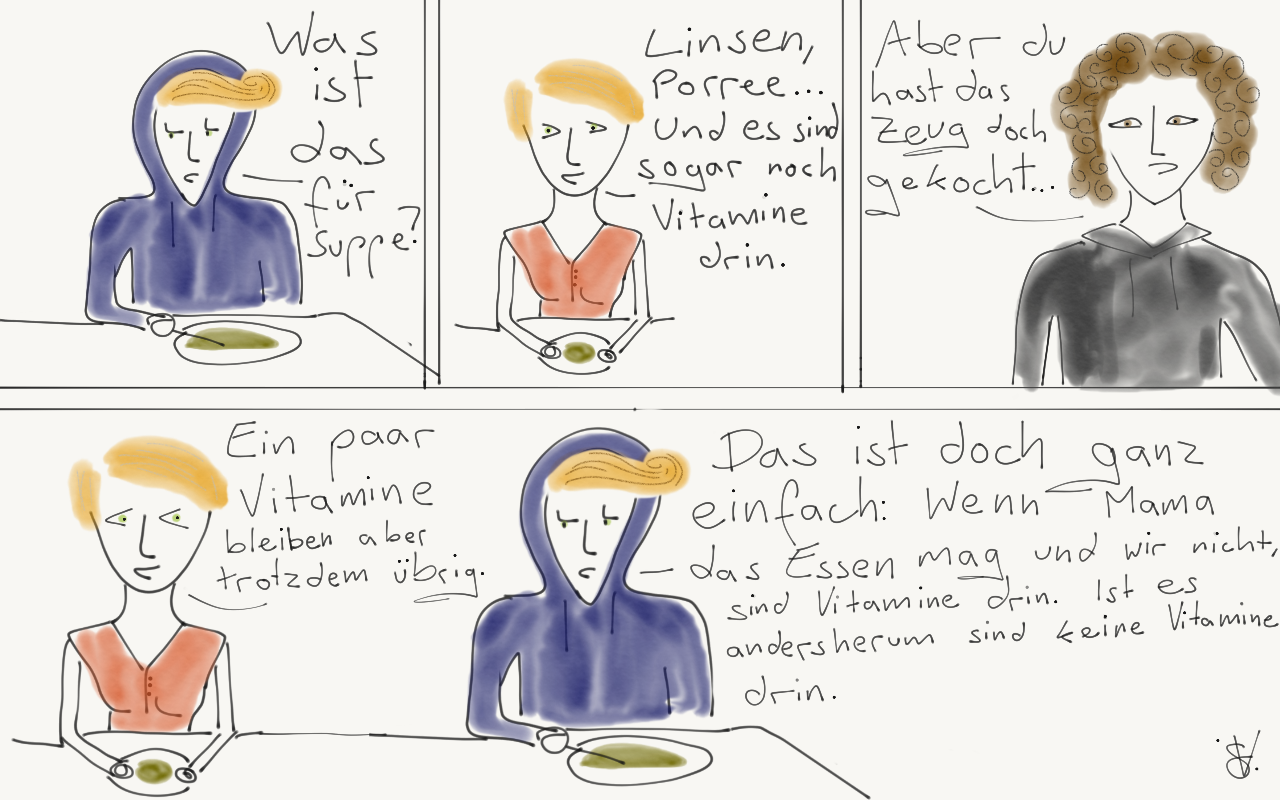 Was
ist
das
für
Suppe?
Linsen,
Porree...
Und es sind
sogar noch
Vitamine
drin.
Aber du
hast das
Zeug doch
gekocht...
Ein paar
Vitamine
bleiben aber
trotzdem übrig.
Das ist doch ganz
einfach: Wenn Mama
das Essen mag und wir nicht,
sind Vitamine drin. Ist es
andersherum sind keine Vitamine
drin.